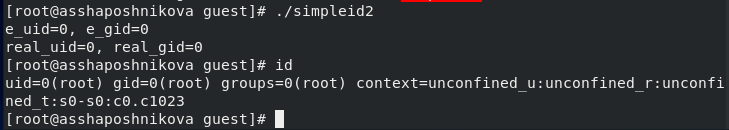 [root@asshaposhnikova guest]# ./simpleid2
e_uid=0, e_gid=0
real_uid=0, real_gid=0
[root@asshaposhnikova guest]# id
uid=0(root) gid=0(root) groups=0(root) context=unconfined_u:unconfined_r:unconfi
ned_t:s0-s0:c0.c1023
[root@asshaposhnikova guest]#